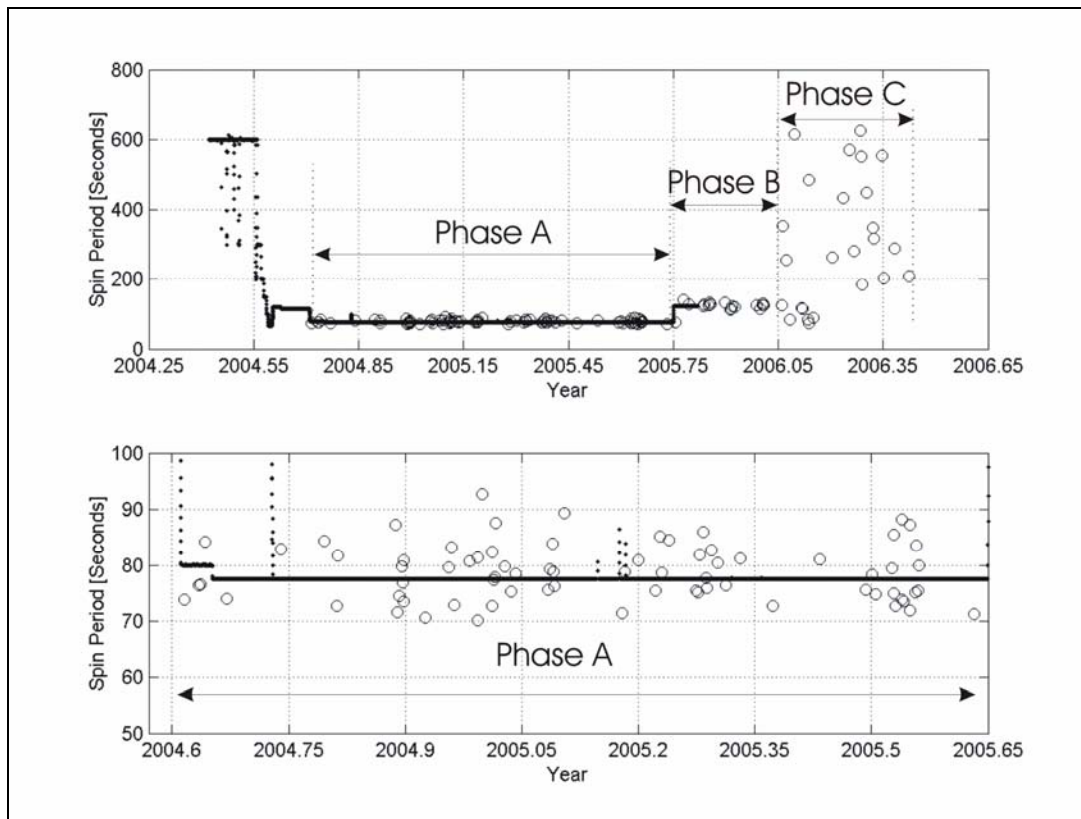 800
600
400
200
0
Spin Period [Seconds]
Phase A
Phase B
Phase C
2004.25 2004.55 2004.85 2005.15 2005.45 2005.75 2006.05 2006.35 2006.65
Year
100
90
80
70
60
50
Spin Period [Seconds]
Phase A
2004.6 2004.75 2004.9 2005.05 2005.2 2005.35 2005.5 2005.65
Year